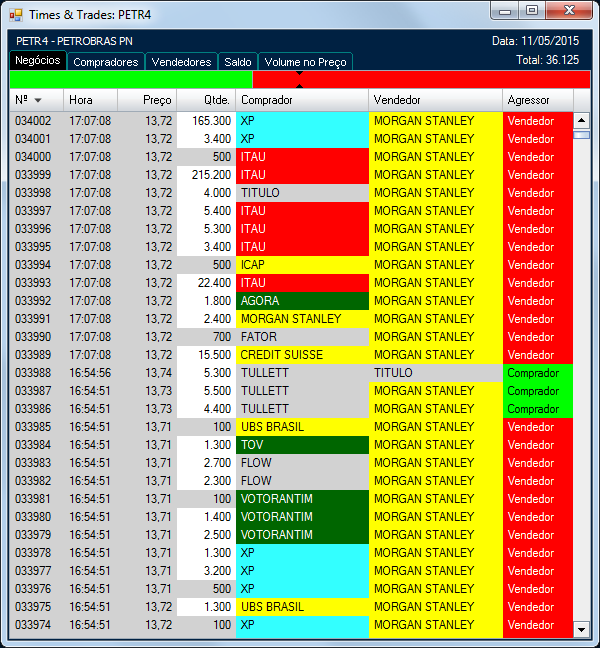 Times & Trades: PETR4
PETR4 - PETROBRAS PN Data: 11/05/2015
Negócios Compradores Vendedores Saldo Volume no Preço Total: 36.125
Nº Hora Preço Qtde. Comprador Vendedor Agressor
034002 17:07:08 13,72 165.300 XP MORGAN STANLEY Vendedor
034001 17:07:08 13,72 3.400 XP MORGAN STANLEY Vendedor
034000 17:07:08 13,72 500 ITAU MORGAN STANLEY Vendedor
033999 17:07:08 13,72 215.200 ITAU MORGAN STANLEY Vendedor
033998 17:07:08 13,72 4.000 TITULO MORGAN STANLEY Vendedor
033997 17:07:08 13,72 5.400 ITAU MORGAN STANLEY Vendedor
033996 17:07:08 13,72 5.300 ITAU MORGAN STANLEY Vendedor
033995 17:07:08 13,72 3.400 ITAU MORGAN STANLEY Vendedor
033994 17:07:08 13,72 500 ICAP MORGAN STANLEY Vendedor
033993 17:07:08 13,72 22.400 ITAU MORGAN STANLEY Vendedor
033992 17:07:08 13,72 1.800 AGORA MORGAN STANLEY Vendedor
033991 17:07:08 13,72 2.400 MORGAN STANLEY MORGAN STANLEY Vendedor
033990 17:07:08 13,72 700 FATOR MORGAN STANLEY Vendedor
033989 17:07:08 13,72 15.500 CREDIT SUISSE MORGAN STANLEY Vendedor
033988 16:54:56 13,74 5.300 TULLETT TITULO Comprador
033987 16:54:51 13,73 5.500 TULLETT MORGAN STANLEY Comprador
033986 16:54:51 13,73 4.400 TULLETT MORGAN STANLEY Comprador
033985 16:54:51 13,71 100 UBS BRASIL MORGAN STANLEY Vendedor
033984 16:54:51 13,71 1.300 TOV MORGAN STANLEY Vendedor
033983 16:54:51 13,71 2.700 FLOW MORGAN STANLEY Vendedor
033982 16:54:51 13,71 2.300 FLOW MORGAN STANLEY Vendedor
033981 16:54:51 13,71 100 VOTORANTIM MORGAN STANLEY Vendedor
033980 16:54:51 13,71 1.400 VOTORANTIM MORGAN STANLEY Vendedor
033979 16:54:51 13,71 2.500 VOTORANTIM MORGAN STANLEY Vendedor
033978 16:54:51 13,71 1.300 XP MORGAN STANLEY Vendedor
033977 16:54:51 13,71 3.200 XP MORGAN STANLEY Vendedor
033976 16:54:51 13,71 500 XP MORGAN STANLEY Vendedor
033975 16:54:51 13,72 1.300 UBS BRASIL MORGAN STANLEY Vendedor
033974 16:54:51 13,72 100 XP MORGAN STANLEY Vendedor